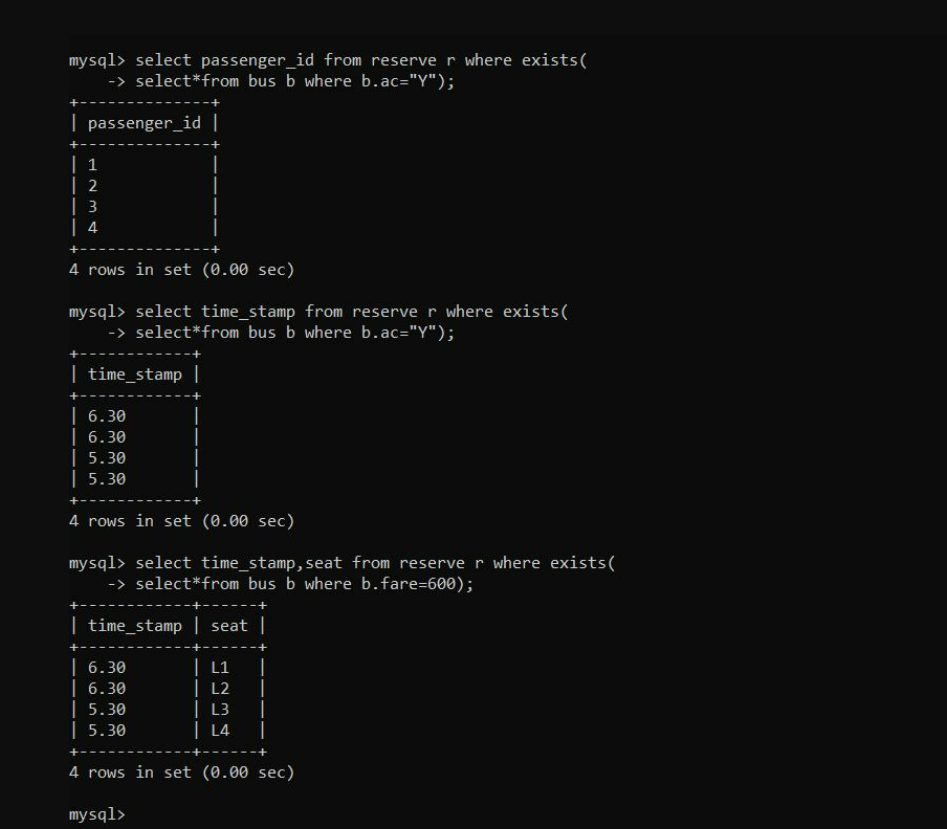 mysql> select passenger_id from reserve r where exists(
    -> select*from bus b where b.ac="Y");
+--------------+
| passenger_id |
+--------------+
| 1            |
| 2            |
| 3            |
| 4            |
+--------------+
4 rows in set (0.00 sec)
mysql> select time_stamp from reserve r where exists(
    -> select*from bus b where b.ac="Y");
+------------+
| time_stamp |
+------------+
| 6.30       |
| 6.30       |
| 5.30       |
| 5.30       |
+------------+
4 rows in set (0.00 sec)
mysql> select time_stamp,seat from reserve r where exists(
    -> select*from bus b where b.fare=600);
+------------+------+
| time_stamp | seat |
+------------+------+
| 6.30       | L1   |
| 6.30       | L2   |
| 5.30       | L3   |
| 5.30       | L4   |
+------------+------+
4 rows in set (0.00 sec)
mysql>